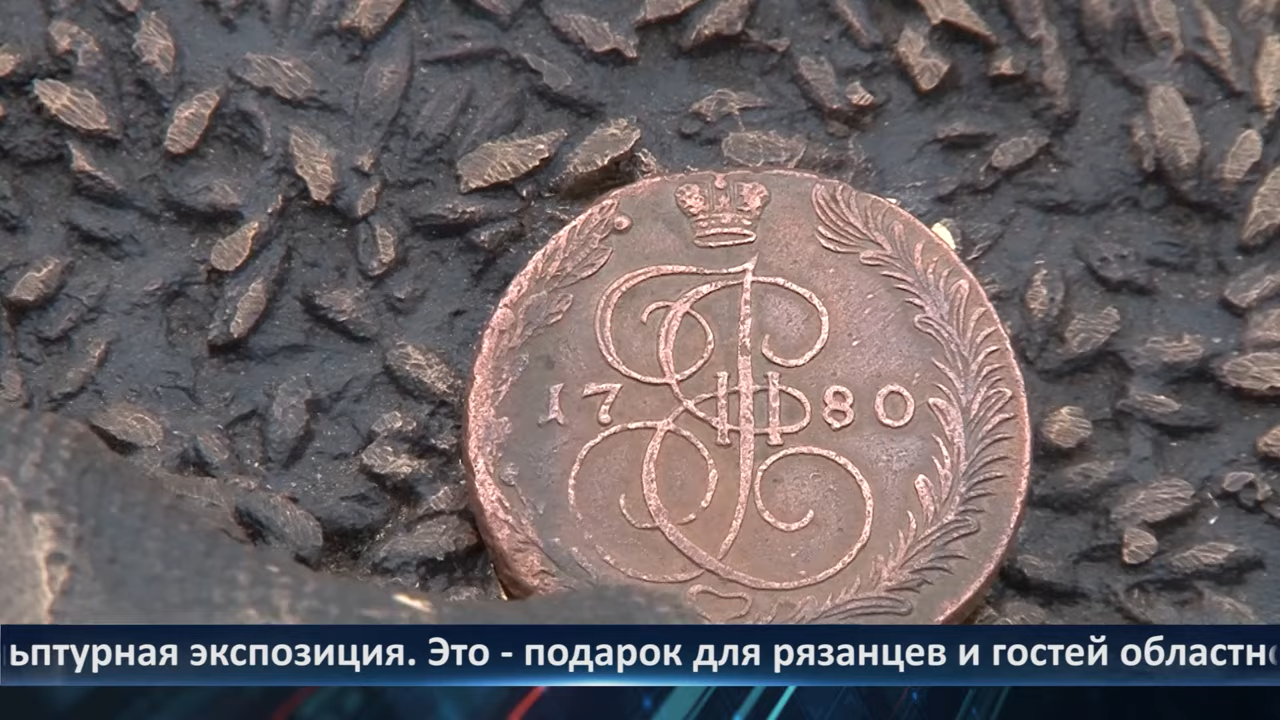 1780
ьптурная экспозиция. Это - подарок для рязанцев и гостей областн